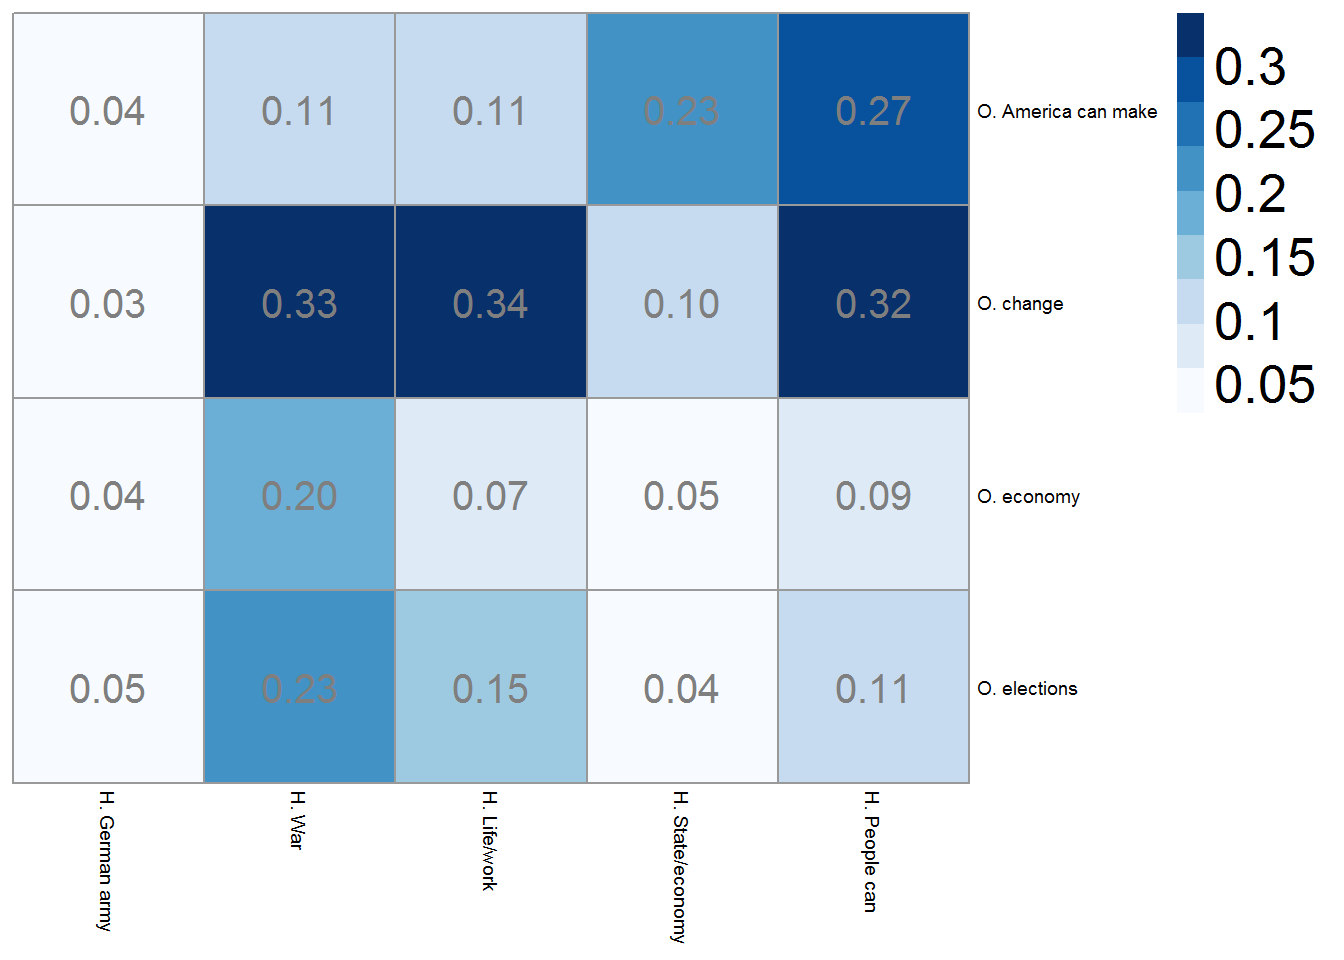 0.04 0.11 0.11 0.23 0.27 O. America can make
0.03 0.33 0.34 0.10 0.32 O. change
0.04 0.20 0.07 0.05 0.09 O. economy
0.05 0.23 0.15 0.04 0.11 O. elections
H. German army
H. War
H. Life/work
H. State/economy
H. People can
0.3
0.25
0.2
0.15
0.1
0.05